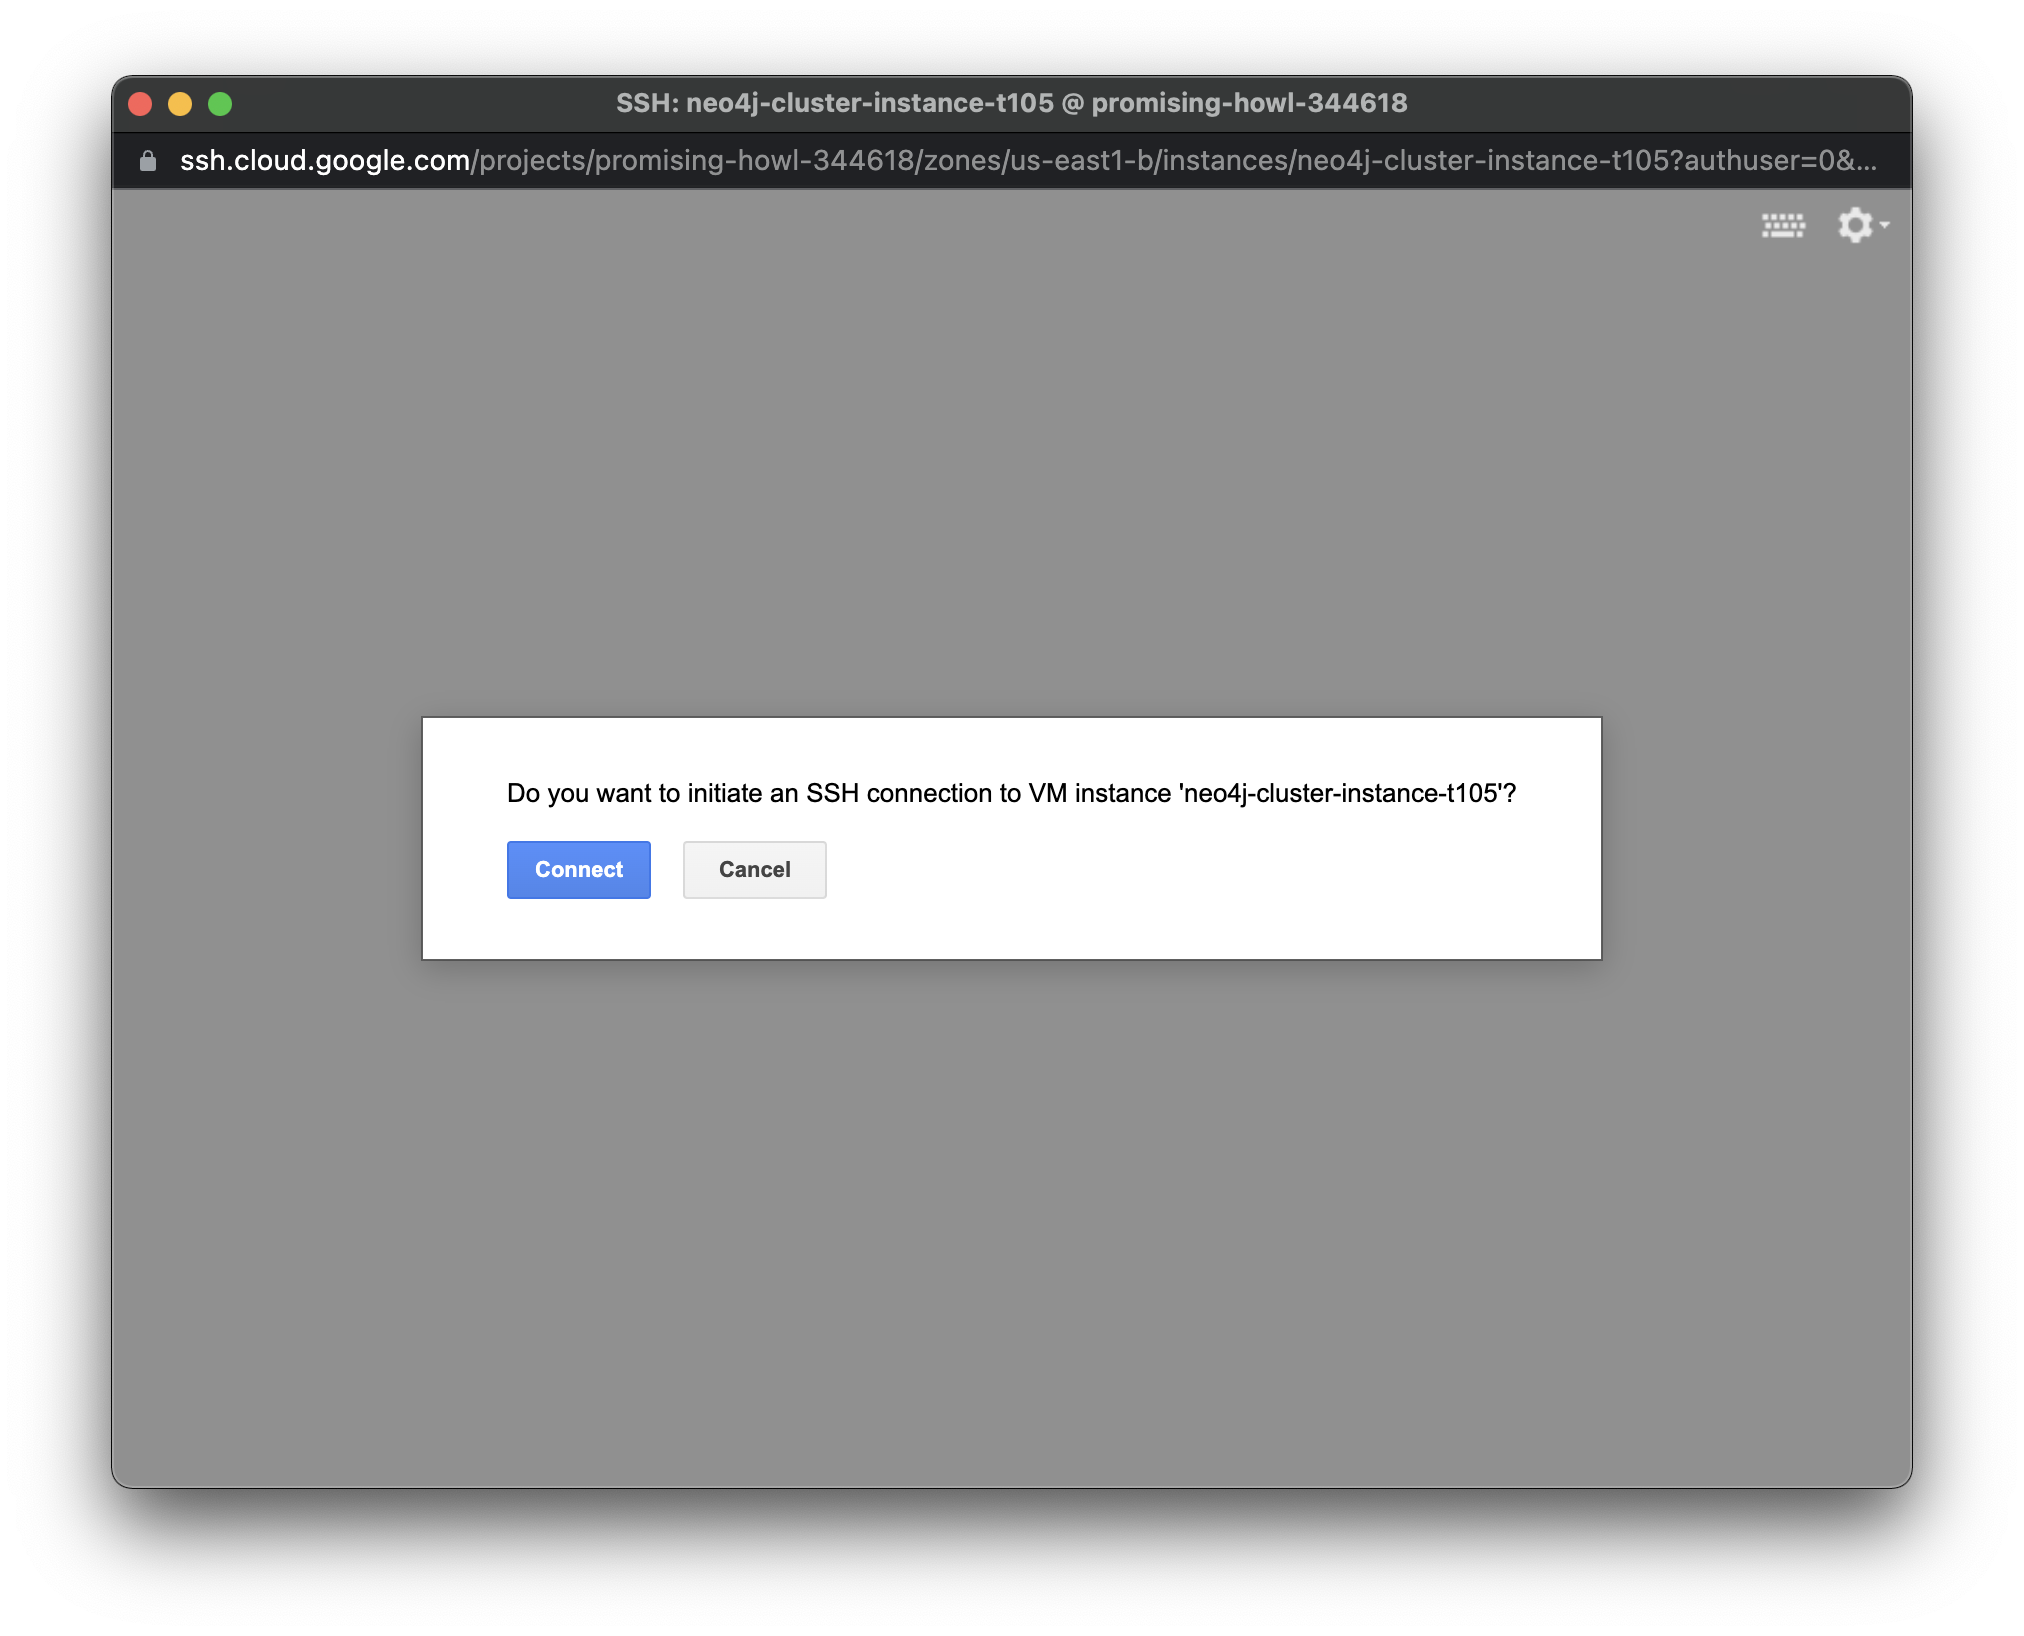 SSH: neo4j-cluster-instance-t105 @ promising-howl-344618
ssh.cloud.google.com/projects/promising-howl-344618/zones/us-east1-b/instances/neo4j-cluster-instance-t105?authuser=0&...
Do you want to initiate an SSH connection to VM instance 'neo4j-cluster-instance-t105'?
Connect Cancel